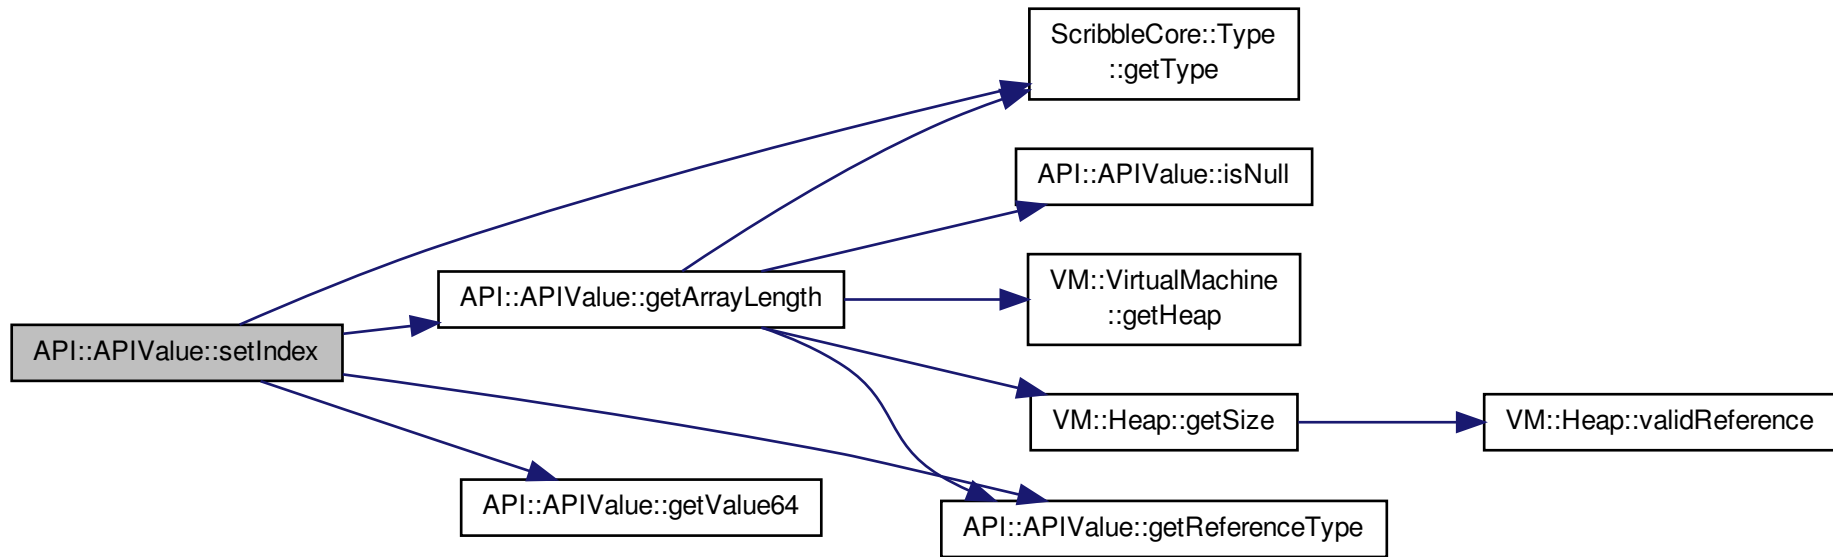 ScribbleCore::Type
::getType
API::APIValue::isNull
VM::VirtualMachine
::getHeap
API::APIValue::getArrayLength
API::APIValue::setIndex
VM::Heap::getSize
VM::Heap::validReference
API::APIValue::getValue64
API::APIValue::getReferenceType